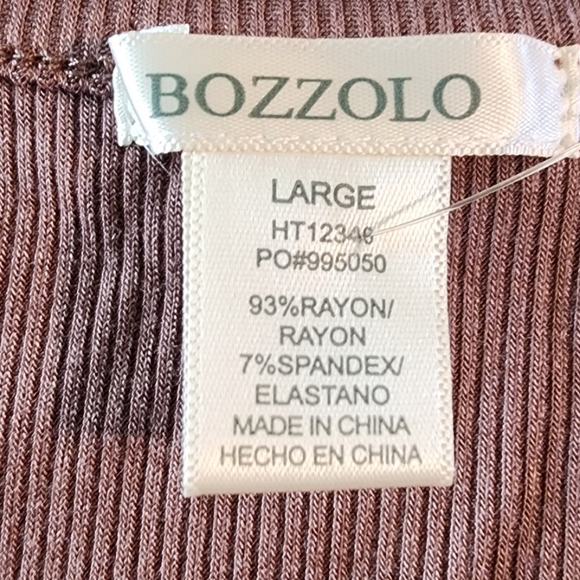 BOZZOLO
LARGE
HT12346
PO#995050
93%RAYON/
RAYON
7%SPANDEX/
ELASTANO
MADE IN CHINA
HECHO EN CHINA